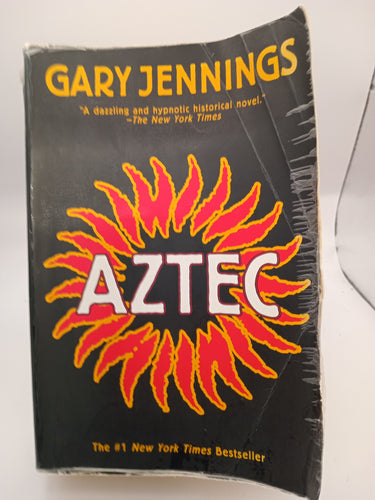 GARY JENNINGS
"A dazzling and hypnotic historical novel."
—The New York Times
AZTEC
The #1 New York Times Bestseller